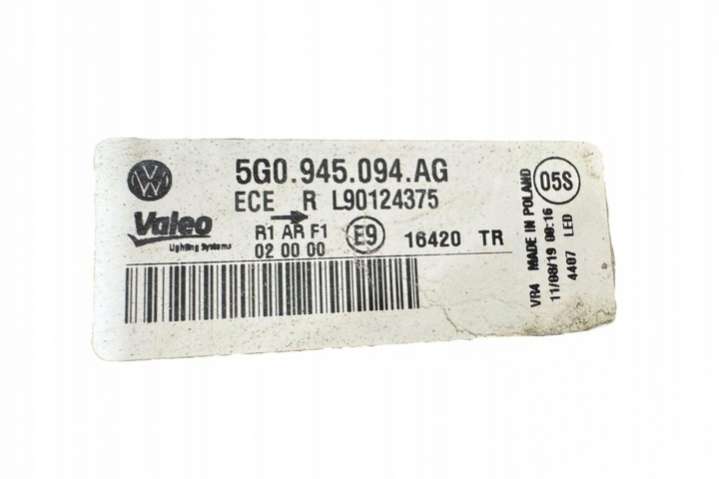 5G0.945.094.AG
ECE R L90124375
Valeo
Lighting Systems
R1 AR F1
02 00 00
E9
16420 TR
05S
VR4 MADE IN POLAND
11/08/19 00:16
4407 LED